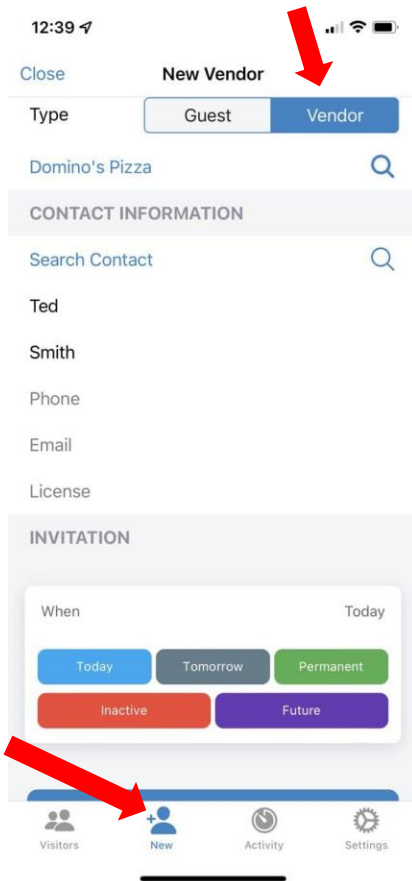 12:39
Close New Vendor
Type Guest Vendor
Domino's Pizza
CONTACT INFORMATION
Search Contact
Ted
Smith
Phone
Email
License
INVITATION
When Today
Today Tomorrow Permanent
Inactive Future
Visitors New Activity Settings